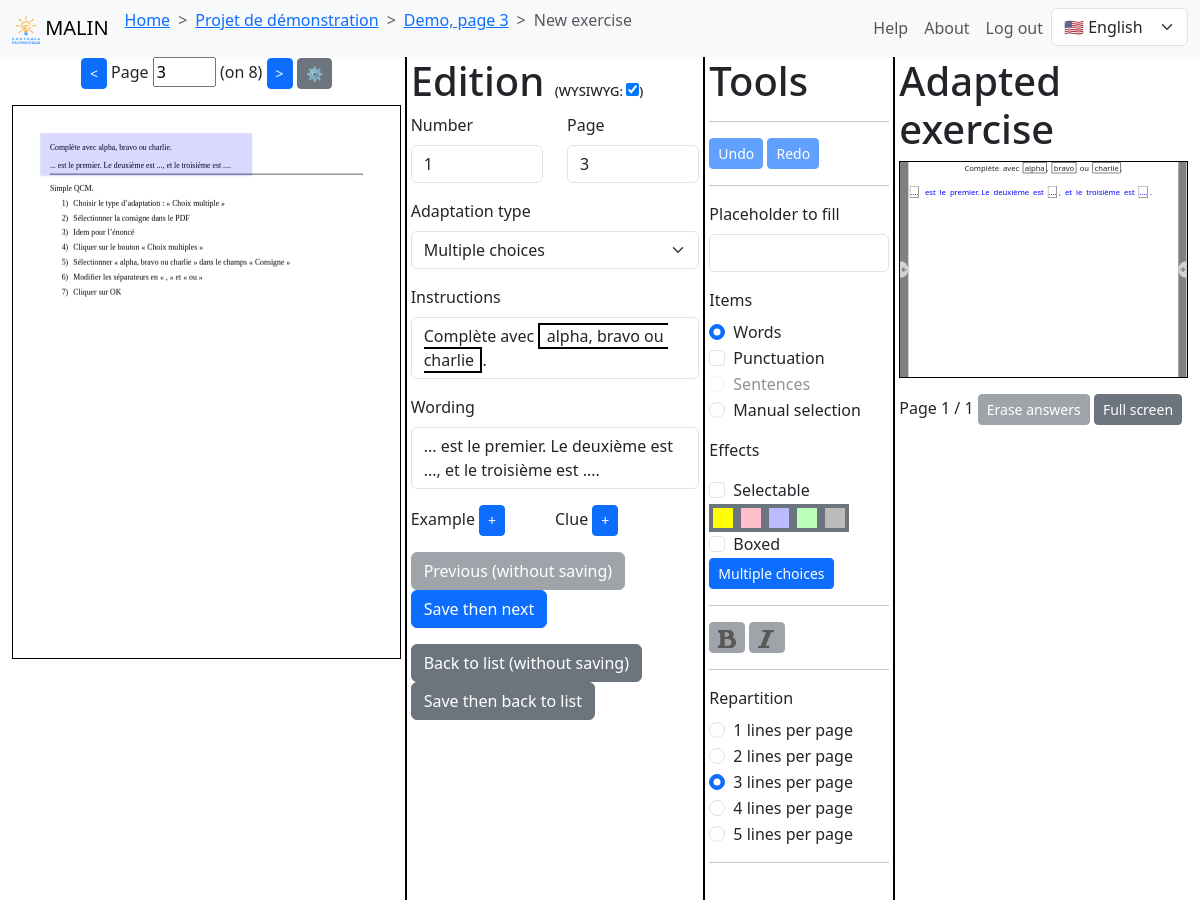 MALIN
Home > Projet de démonstration > Demo, page 3 > New exercise
Help About Log out 🇺🇸 English
< Page 3 (on 8) > ⚙️
Complète avec alpha, bravo ou charlie.
... est le premier. Le deuxième est ..., et le troisième est ....
Simple QCM.
1) Choisir le type d'adaptation : « Choix multiple »
2) Sélectionner la consigne dans le PDF
3) Idem pour l'énoncé
4) Cliquer sur le bouton « Choix multiples »
5) Sélectionner « alpha, bravo ou charlie » dans le champs « Consigne »
6) Modifier les séparateurs en « , » et « ou »
7) Cliquer sur OK
Edition (WYSIWYG: )
Number Page
1 3
Adaptation type
Multiple choices
Instructions
Complète avec alpha, bravo ou
charlie .
Wording
... est le premier. Le deuxième est
..., et le troisième est ....
Example + Clue +
Previous (without saving)
Save then next
Back to list (without saving)
Save then back to list
Tools
Undo Redo
Placeholder to fill
Items
Words
Punctuation
Sentences
Manual selection
Effects
Selectable
Boxed
Multiple choices
B I
Repartition
1 lines per page
2 lines per page
3 lines per page
4 lines per page
5 lines per page
Adapted
exercise
Complète avec alpha, bravo ou charlie.
... est le premier. Le deuxième est ..., et le troisième est ....
Page 1 / 1 Erase answers Full screen